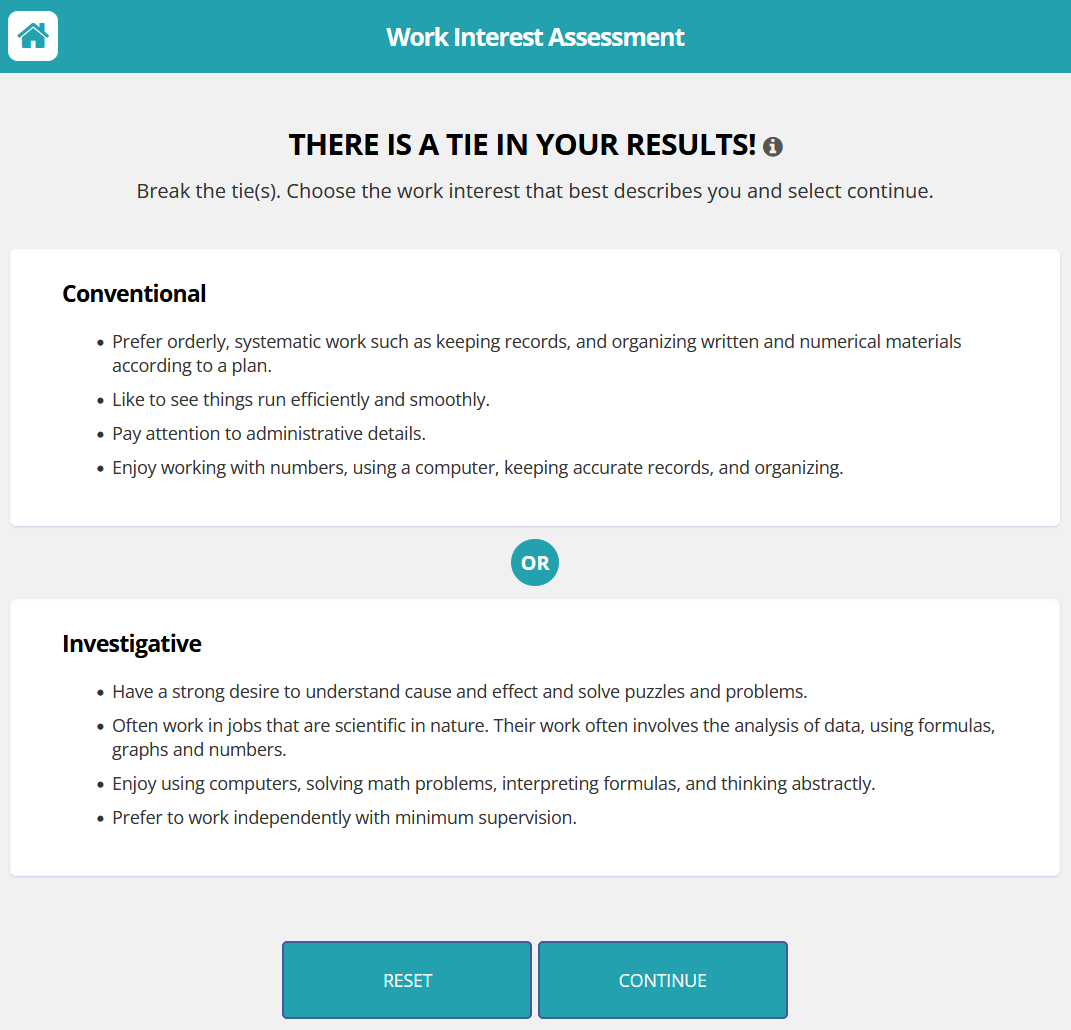 Work Interest Assessment
THERE IS A TIE IN YOUR RESULTS!
Break the tie(s). Choose the work interest that best describes you and select continue.
Conventional
• Prefer orderly, systematic work such as keeping records, and organizing written and numerical materials
according to a plan.
• Like to see things run efficiently and smoothly.
• Pay attention to administrative details.
• Enjoy working with numbers, using a computer, keeping accurate records, and organizing.
OR
Investigative
• Have a strong desire to understand cause and effect and solve puzzles and problems.
• Often work in jobs that are scientific in nature. Their work often involves the analysis of data, using formulas,
graphs and numbers.
• Enjoy using computers, solving math problems, interpreting formulas, and thinking abstractly.
• Prefer to work independently with minimum supervision.
RESET
CONTINUE